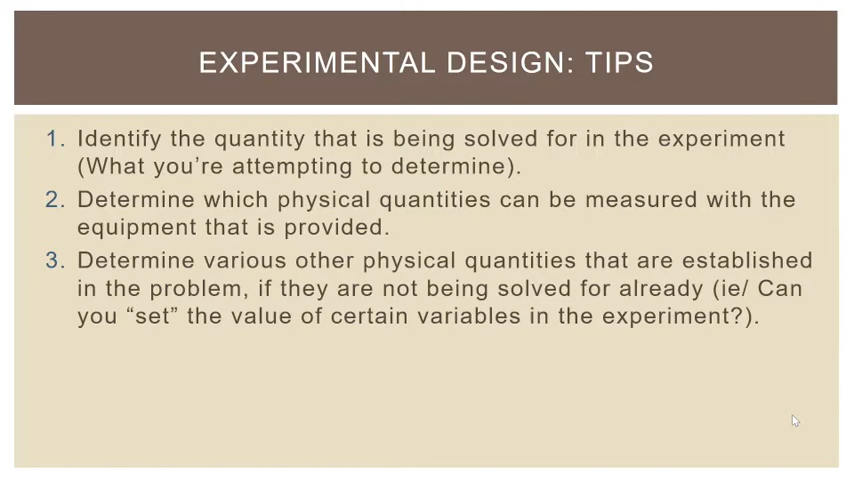 EXPERIMENTAL DESIGN: TIPS
1. Identify the quantity that is being solved for in the experiment
(What you’re attempting to determine).
2. Determine which physical quantities can be measured with the
equipment that is provided.
3. Determine various other physical quantities that are established
in the problem, if they are not being solved for already (ie/ Can
you “set” the value of certain variables in the experiment?).